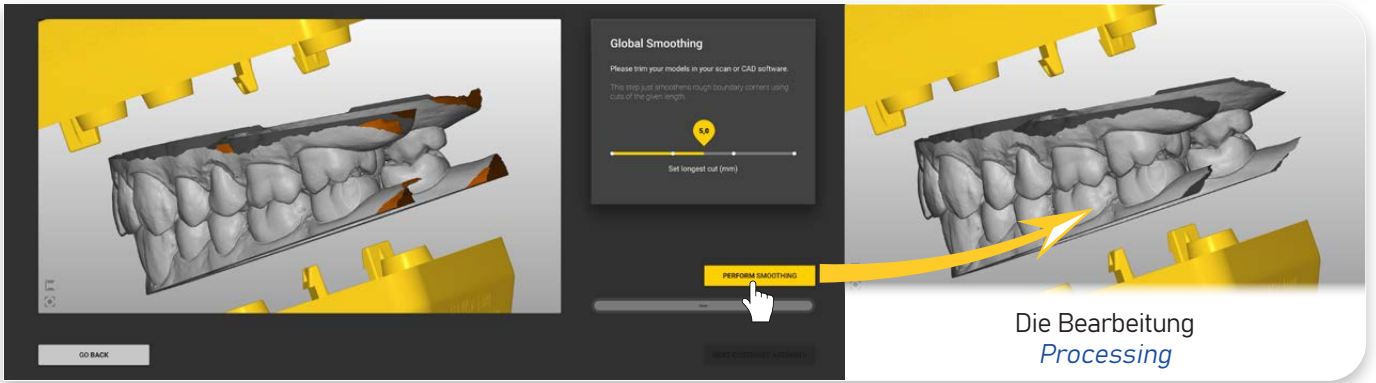 Global Smoothing
Please trim your models in your scan or CAD software.
This step just smoothens rough boundary corners using
cuts of the given length.
5,0
Set longest cut (mm)
PERFORM SMOOTHING
GO BACK
Die Bearbeitung
Processing